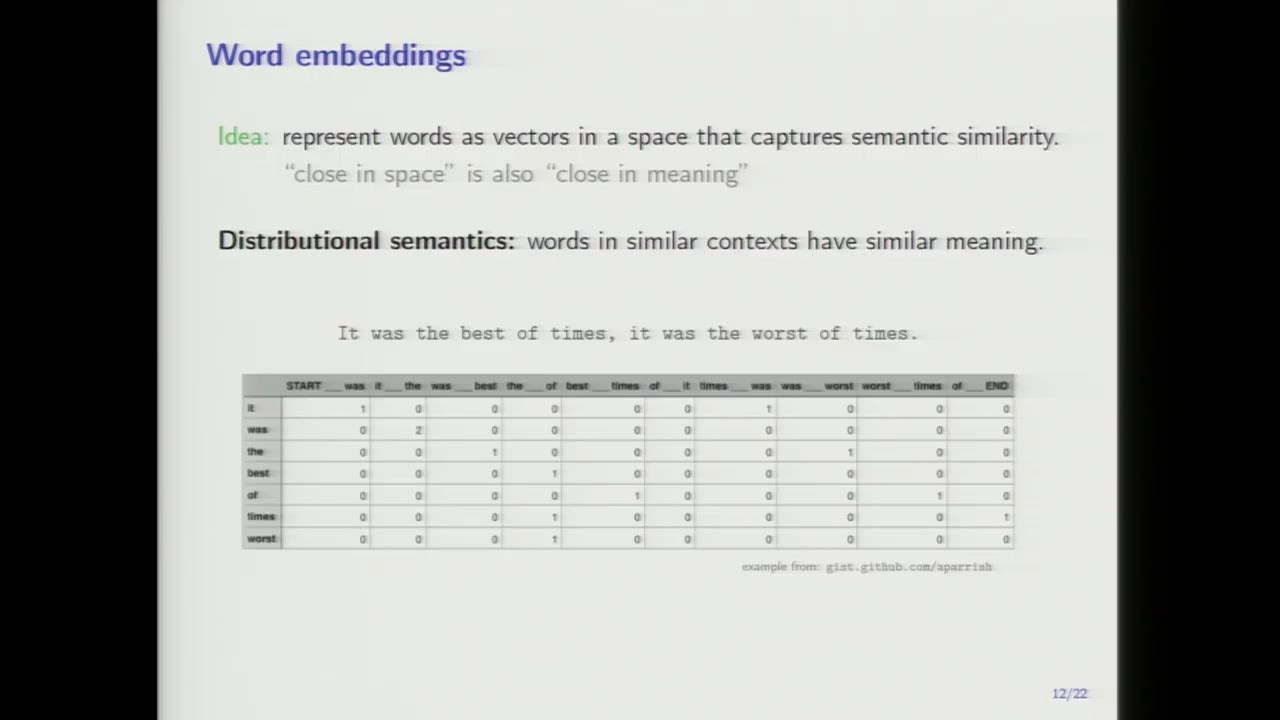 Word embeddings
Idea: represent words as vectors in a space that captures semantic similarity.
“close in space” is also “close in meaning”
Distributional semantics: words in similar contexts have similar meaning.
It was the best of times, it was the worst of times.
START ___ was it ___ the was ___ best the ___ of best ___ times of ___ it times ___ was was ___ worst worst ___ times of ___ END
it 1 0 0 0 0 0 1 0 0 0
was 0 2 0 0 0 0 0 0 0 0
the 0 0 1 0 0 0 0 1 0 0
best 0 0 0 1 0 0 0 0 0 0
of 0 0 0 0 1 0 0 0 1 0
times 0 0 0 1 0 0 0 0 0 1
worst 0 0 0 1 0 0 0 0 0 0
example from: gist.github.com/aparrish
12/22